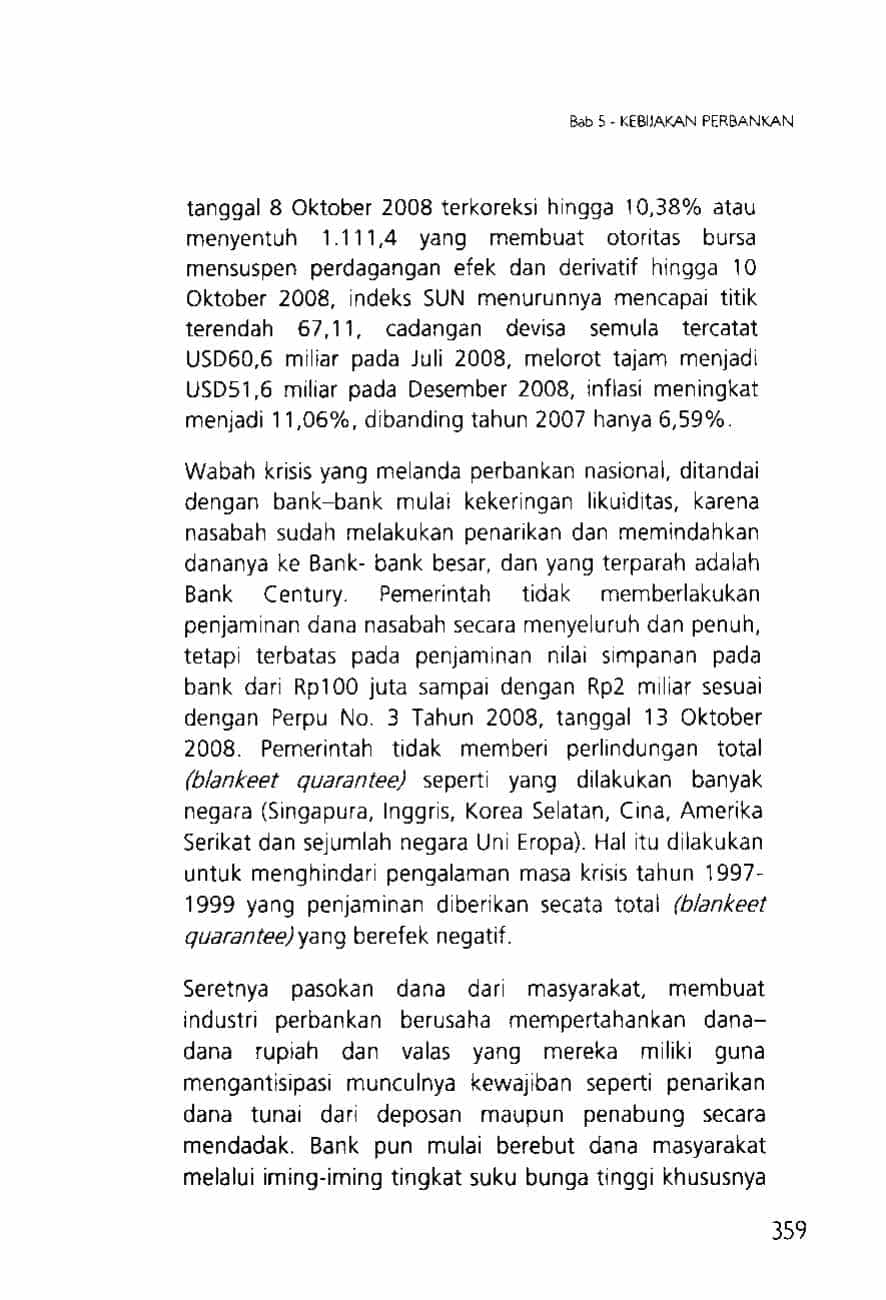 Bab 5 - KEBIJAKAN PERBANKAN
tanggal 8 Oktober 2008 terkoreksi hingga 10,38% atau
menyentuh 1.111,4 yang membuat otoritas bursa
mensuspen perdagangan efek dan derivatif hingga 10
Oktober 2008, indeks SUN menurunnya mencapai titik
terendah 67,11, cadangan devisa semula tercatat
USD60,6 miliar pada Juli 2008, melorot tajam menjadi
USD51,6 miliar pada Desember 2008, inflasi meningkat
menjadi 11,06%, dibanding tahun 2007 hanya 6,59%.
Wabah krisis yang melanda perbankan nasional, ditandai
dengan bank–bank mulai kekeringan likuiditas, karena
nasabah sudah melakukan penarikan dan memindahkan
dananya ke Bank- bank besar, dan yang terparah adalah
Bank Century. Pemerintah tidak memberlakukan
penjaminan dana nasabah secara menyeluruh dan penuh,
tetapi terbatas pada penjaminan nilai simpanan pada
bank dari Rp100 juta sampai dengan Rp2 miliar sesuai
dengan Perpu No. 3 Tahun 2008, tanggal 13 Oktober
2008. Pemerintah tidak memberi perlindungan total
(blankeet quarantee) seperti yang dilakukan banyak
negara (Singapura, Inggris, Korea Selatan, Cina, Amerika
Serikat dan sejumlah negara Uni Eropa). Hal itu dilakukan
untuk menghindari pengalaman masa krisis tahun 1997-
1999 yang penjaminan diberikan secata total (blankeet
quarantee) yang berefek negatif.
Seretnya pasokan dana dari masyarakat, membuat
industri perbankan berusaha mempertahankan dana–
dana rupiah dan valas yang mereka miliki guna
mengantisipasi munculnya kewajiban seperti penarikan
dana tunai dari deposan maupun penabung secara
mendadak. Bank pun mulai berebut dana masyarakat
melalui iming-iming tingkat suku bunga tinggi khususnya
359